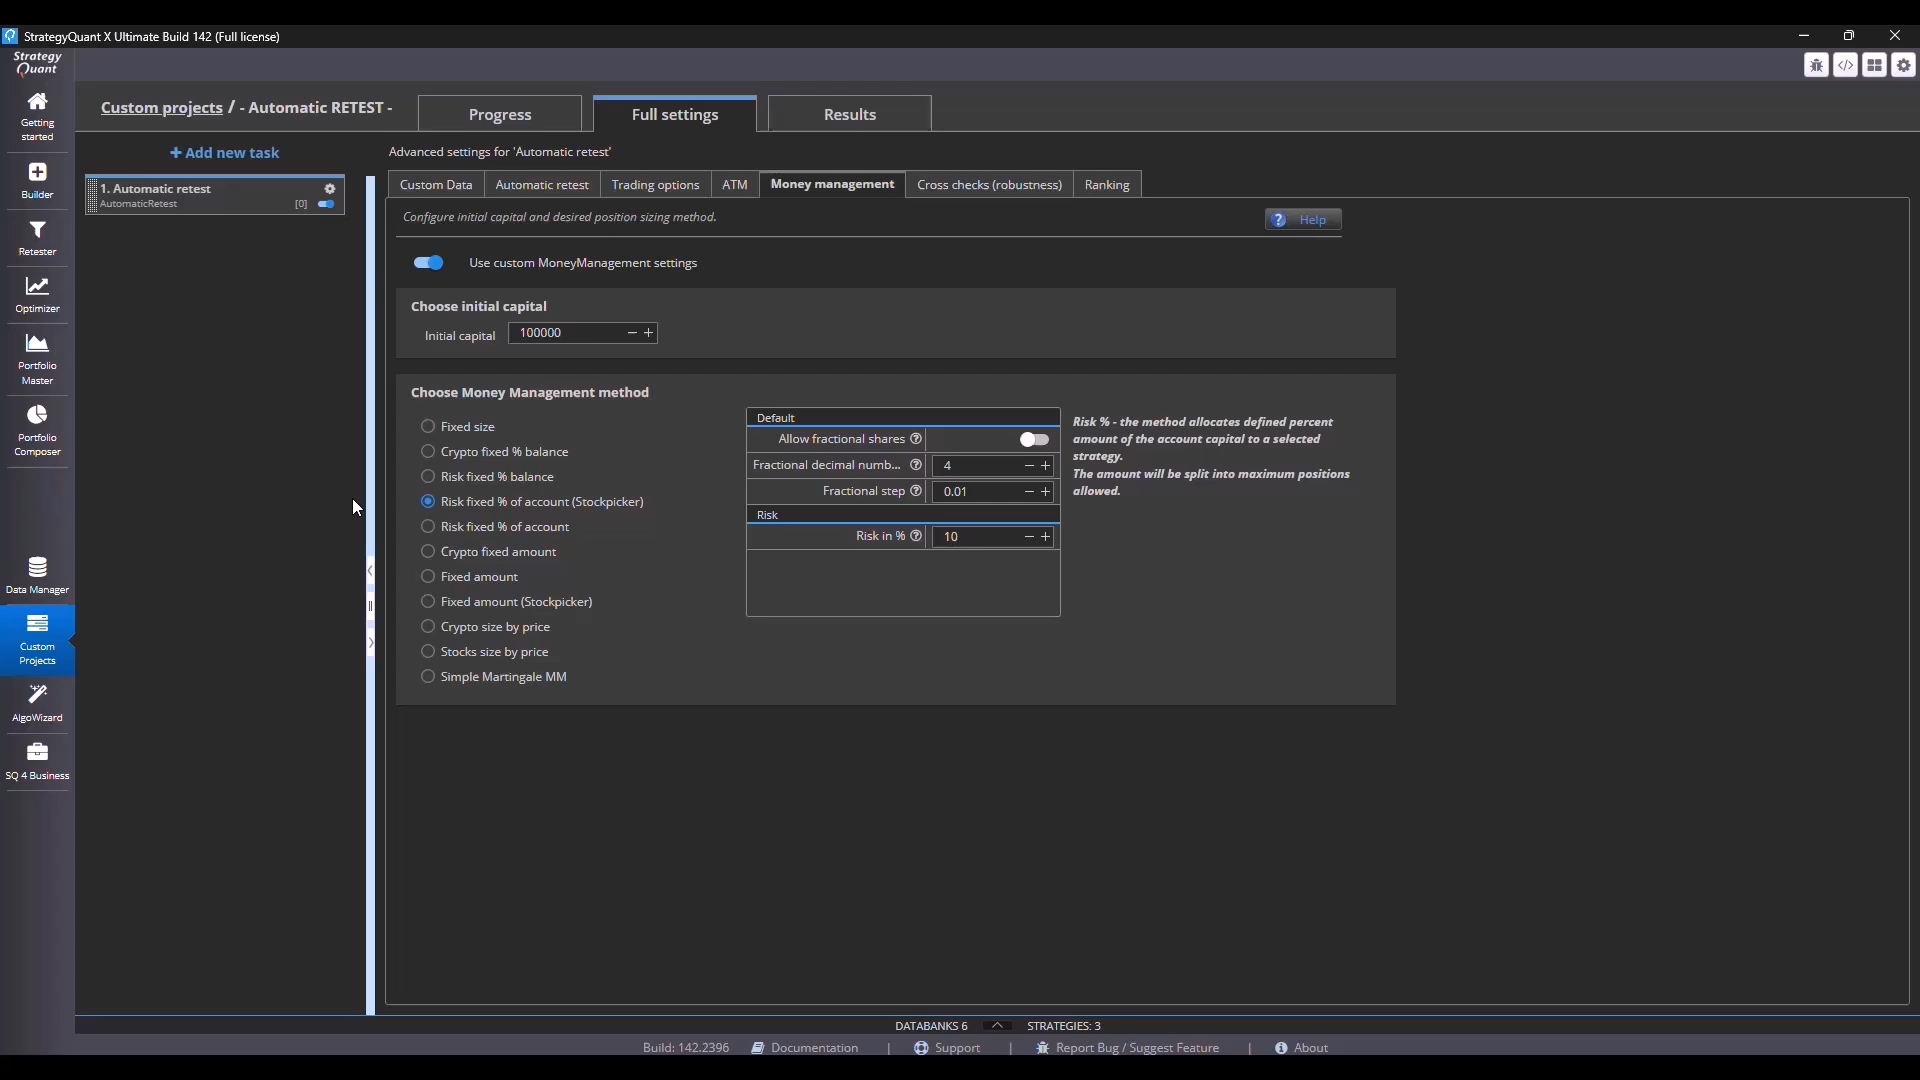 StrategyQuant X Ultimate Build 142 (Full license)
Strategy
Quant
Getting
started
Builder
Retester
Optimizer
Portfolio
Master
Portfolio
Composer
Data Manager
Custom
Projects
AlgoWizard
SQ 4 Business
Custom projects / - Automatic RETEST -
Progress
Full settings
Results
+ Add new task
1. Automatic retest
AutomaticRetest
[0]
Advanced settings for 'Automatic retest'
Custom Data
Automatic retest
Trading options
ATM
Money management
Cross checks (robustness)
Ranking
Configure initial capital and desired position sizing method.
? Help
Use custom MoneyManagement settings
Choose initial capital
Initial capital 100000 − +
Choose Money Management method
Fixed size
Crypto fixed % balance
Risk fixed % balance
Risk fixed % of account (Stockpicker)
Risk fixed % of account
Crypto fixed amount
Fixed amount
Fixed amount (Stockpicker)
Crypto size by price
Stocks size by price
Simple Martingale MM
Default
Allow fractional shares ?
Fractional decimal numb... ? 4 − +
Fractional step ? 0.01 − +
Risk
Risk in % ? 10 − +
Risk % - the method allocates defined percent
amount of the account capital to a selected
strategy.
The amount will be split into maximum positions
allowed.
DATABANKS 6
STRATEGIES: 3
Build: 142.2396
Documentation
|
Support
|
Report Bug / Suggest Feature
|
About